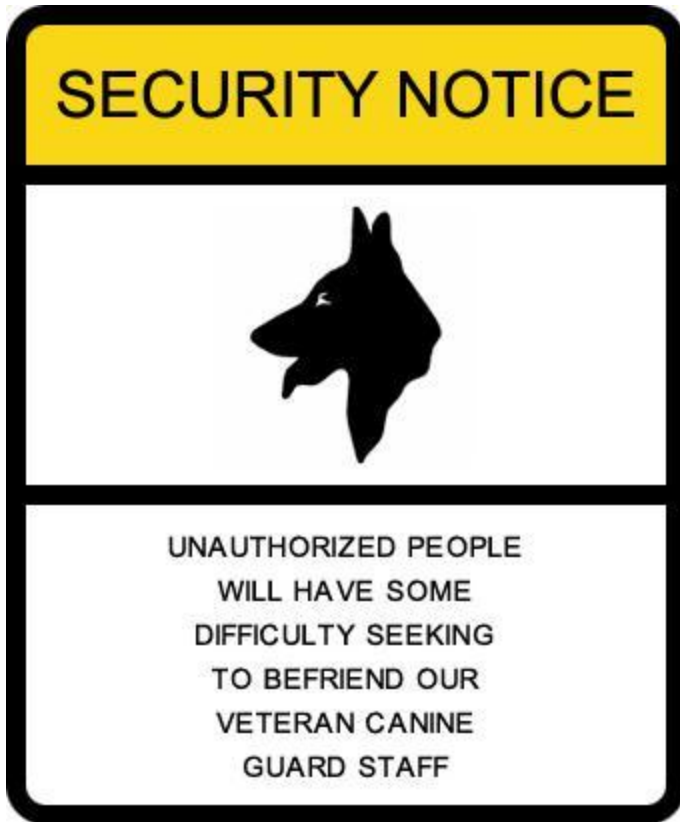 SECURITY NOTICE
UNAUTHORIZED PEOPLE
WILL HAVE SOME
DIFFICULTY SEEKING
TO BEFRIEND OUR
VETERAN CANINE
GUARD STAFF